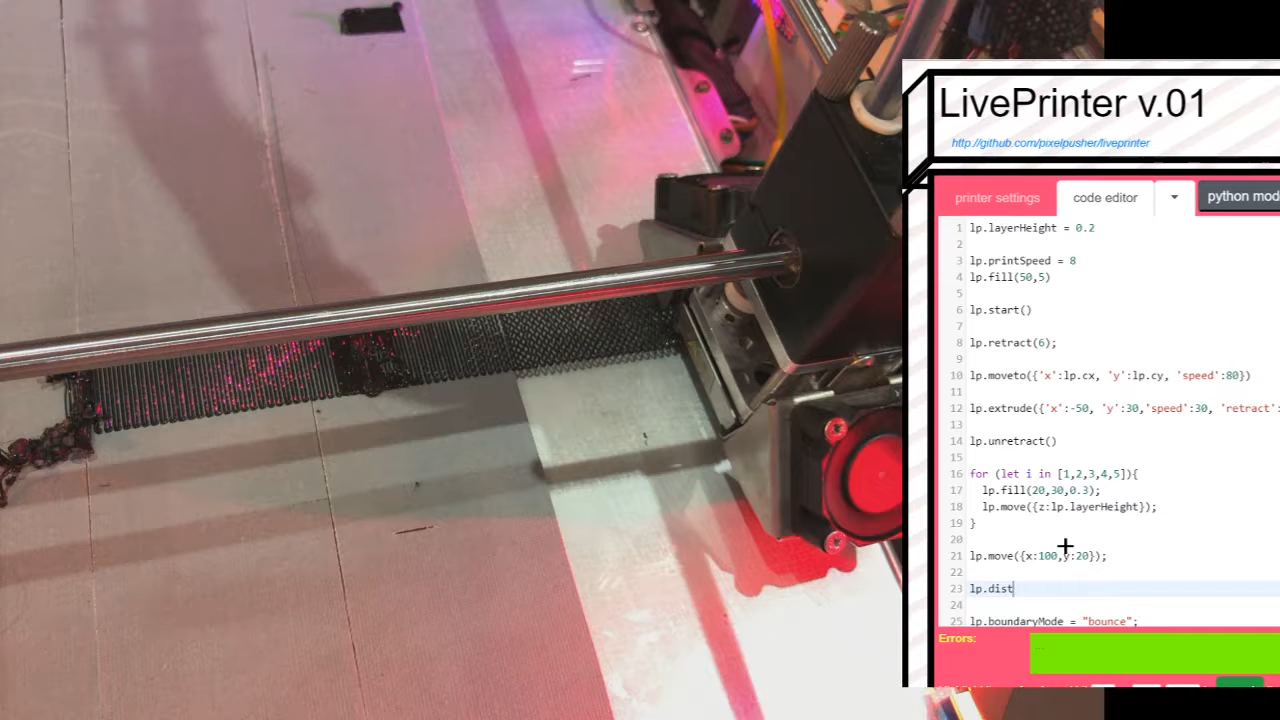 LivePrinter v.01
http://github.com/pixelpusher/liveprinter
printer settings code editor python mod
1 lp.layerHeight = 0.2
2
3 lp.printSpeed = 8
4 lp.fill(50,5)
5
6 lp.start()
7
8 lp.retract(6);
9
10 lp.moveto({'x':lp.cx, 'y':lp.cy, 'speed':80})
11
12 lp.extrude({'x':-50, 'y':30,'speed':30, 'retract':
13
14 lp.unretract()
15
16 for (let i in [1,2,3,4,5]){
17 lp.fill(20,30,0.3);
18 lp.move({z:lp.layerHeight});
19 }
20
21 lp.move({x:100,y:20});
22
23 lp.dist
24
25 lp.boundaryMode = "bounce";
Errors:
...